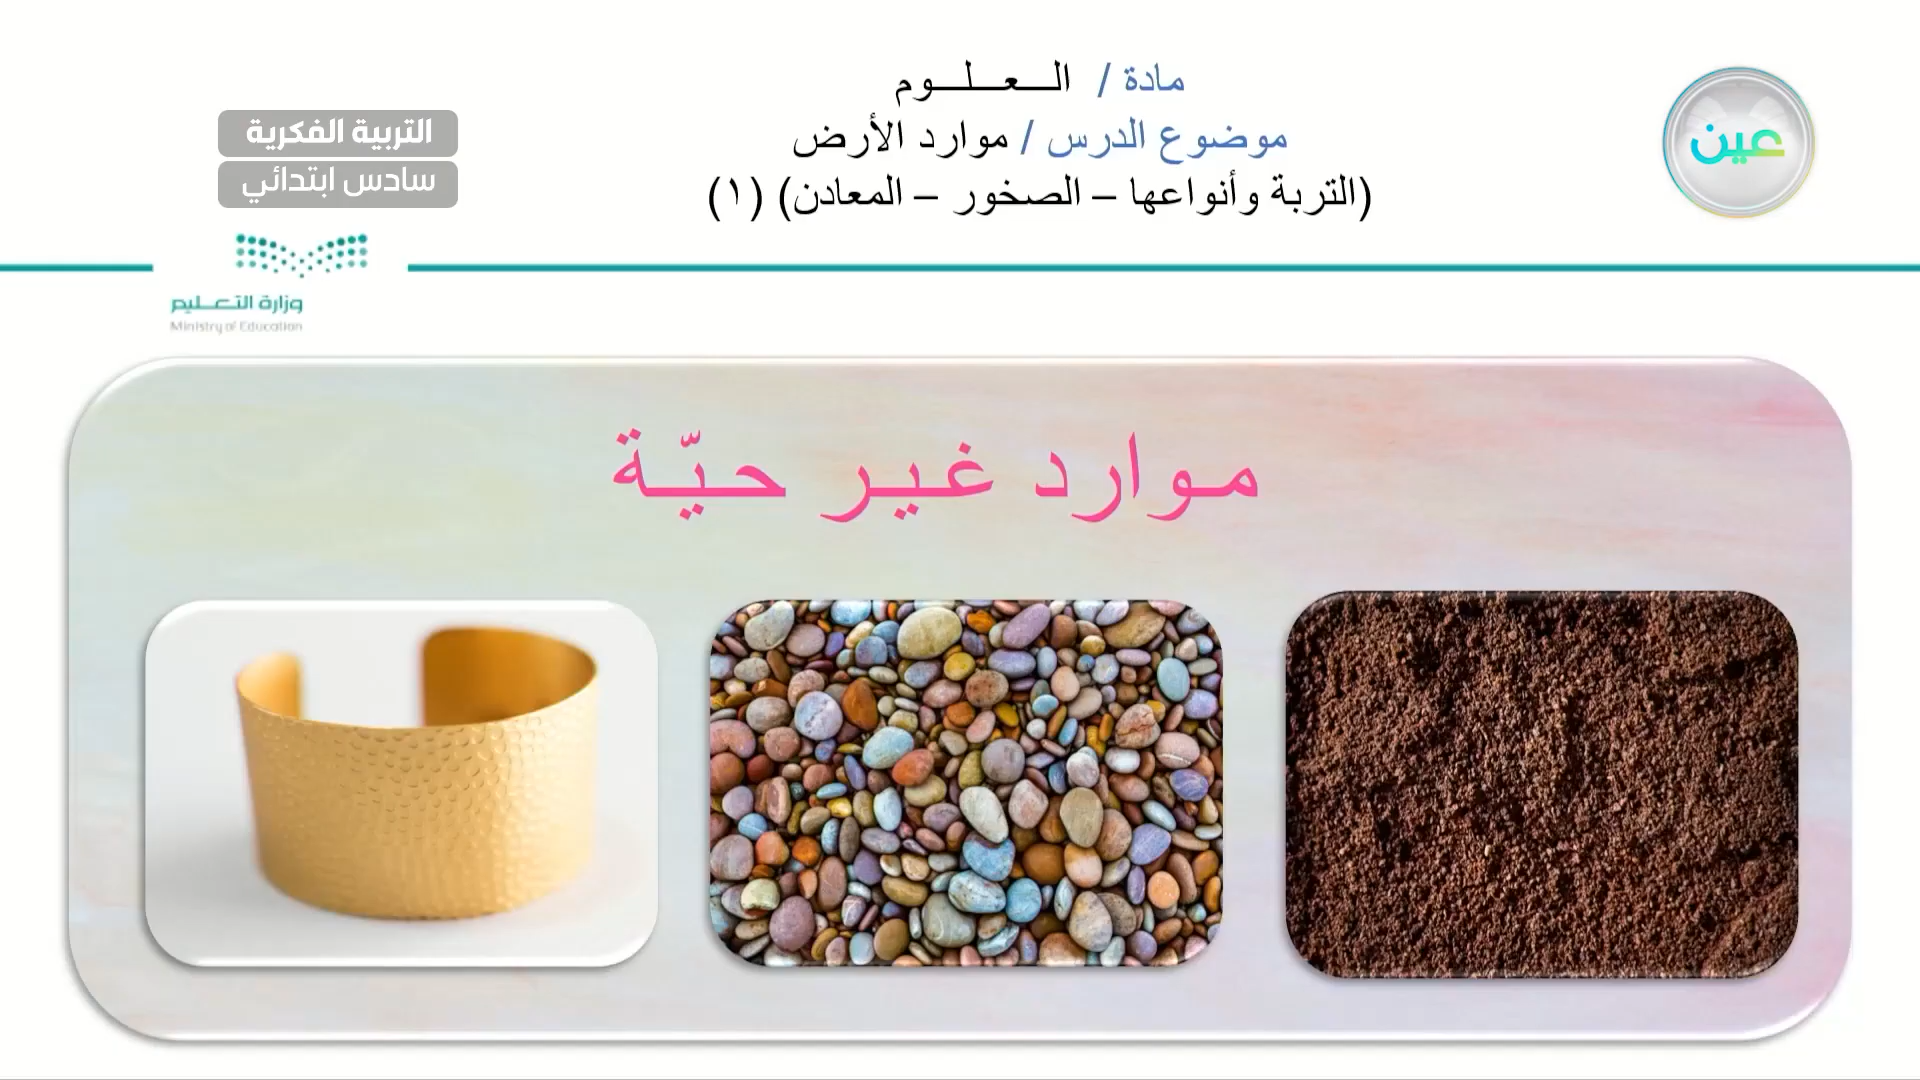 مادة / الـــعـــلـــوم
موضوع الدرس / موارد الأرض
(التربة وأنواعها – الصخور – المعادن) (١)
عين
التربية الفكرية
سادس ابتدائي
وزارة التعليم
Ministry of Education
موارد غير حيّة